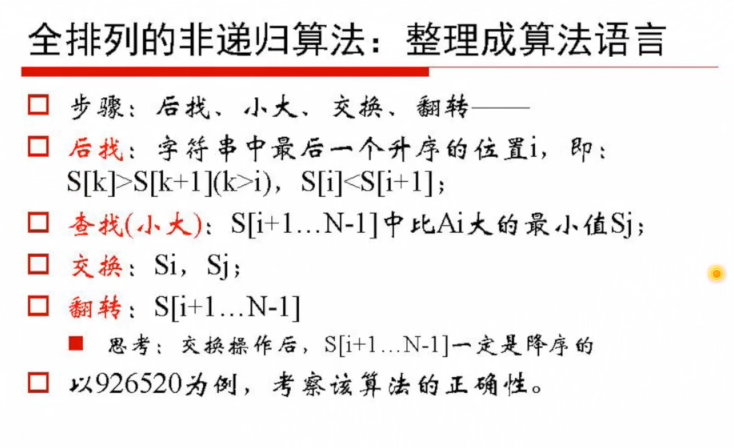 全排列的非递归算法：整理成算法语言
步骤：后找、小大、交换、翻转——
后找：字符串中最后一个升序的位置i，即：
S[k]>S[k+1](k>i)，S[i]<S[i+1]；
查找(小大)：S[i+1…N-1]中比Ai大的最小值Sj；
交换：Si，Sj；
翻转：S[i+1…N-1]
思考：交换操作后，S[i+1…N-1]一定是降序的
以926520为例，考察该算法的正确性。